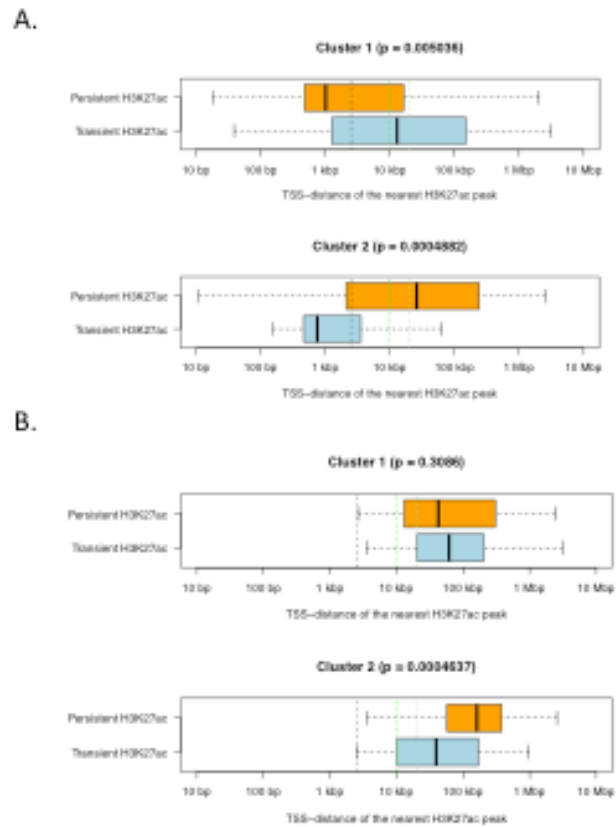 A.
Cluster 1 (p = 0.005036)
Persistent H3K27ac
Transient H3K27ac
10 bp 100 bp 1 kbp 10 kbp 100 kbp 1 Mbp 10 Mbp
TSS-distance of the nearest H3K27ac peak
Cluster 2 (p = 0.0004882)
Persistent H3K27ac
Transient H3K27ac
10 bp 100 bp 1 kbp 10 kbp 100 kbp 1 Mbp 10 Mbp
TSS-distance of the nearest H3K27ac peak
B.
Cluster 1 (p = 0.3086)
Persistent H3K27ac
Transient H3K27ac
10 bp 100 bp 1 kbp 10 kbp 100 kbp 1 Mbp 10 Mbp
TSS-distance of the nearest H3K27ac peak
Cluster 2 (p = 0.0004637)
Persistent H3K27ac
Transient H3K27ac
10 bp 100 bp 1 kbp 10 kbp 100 kbp 1 Mbp 10 Mbp
TSS-distance of the nearest H3K27ac peak